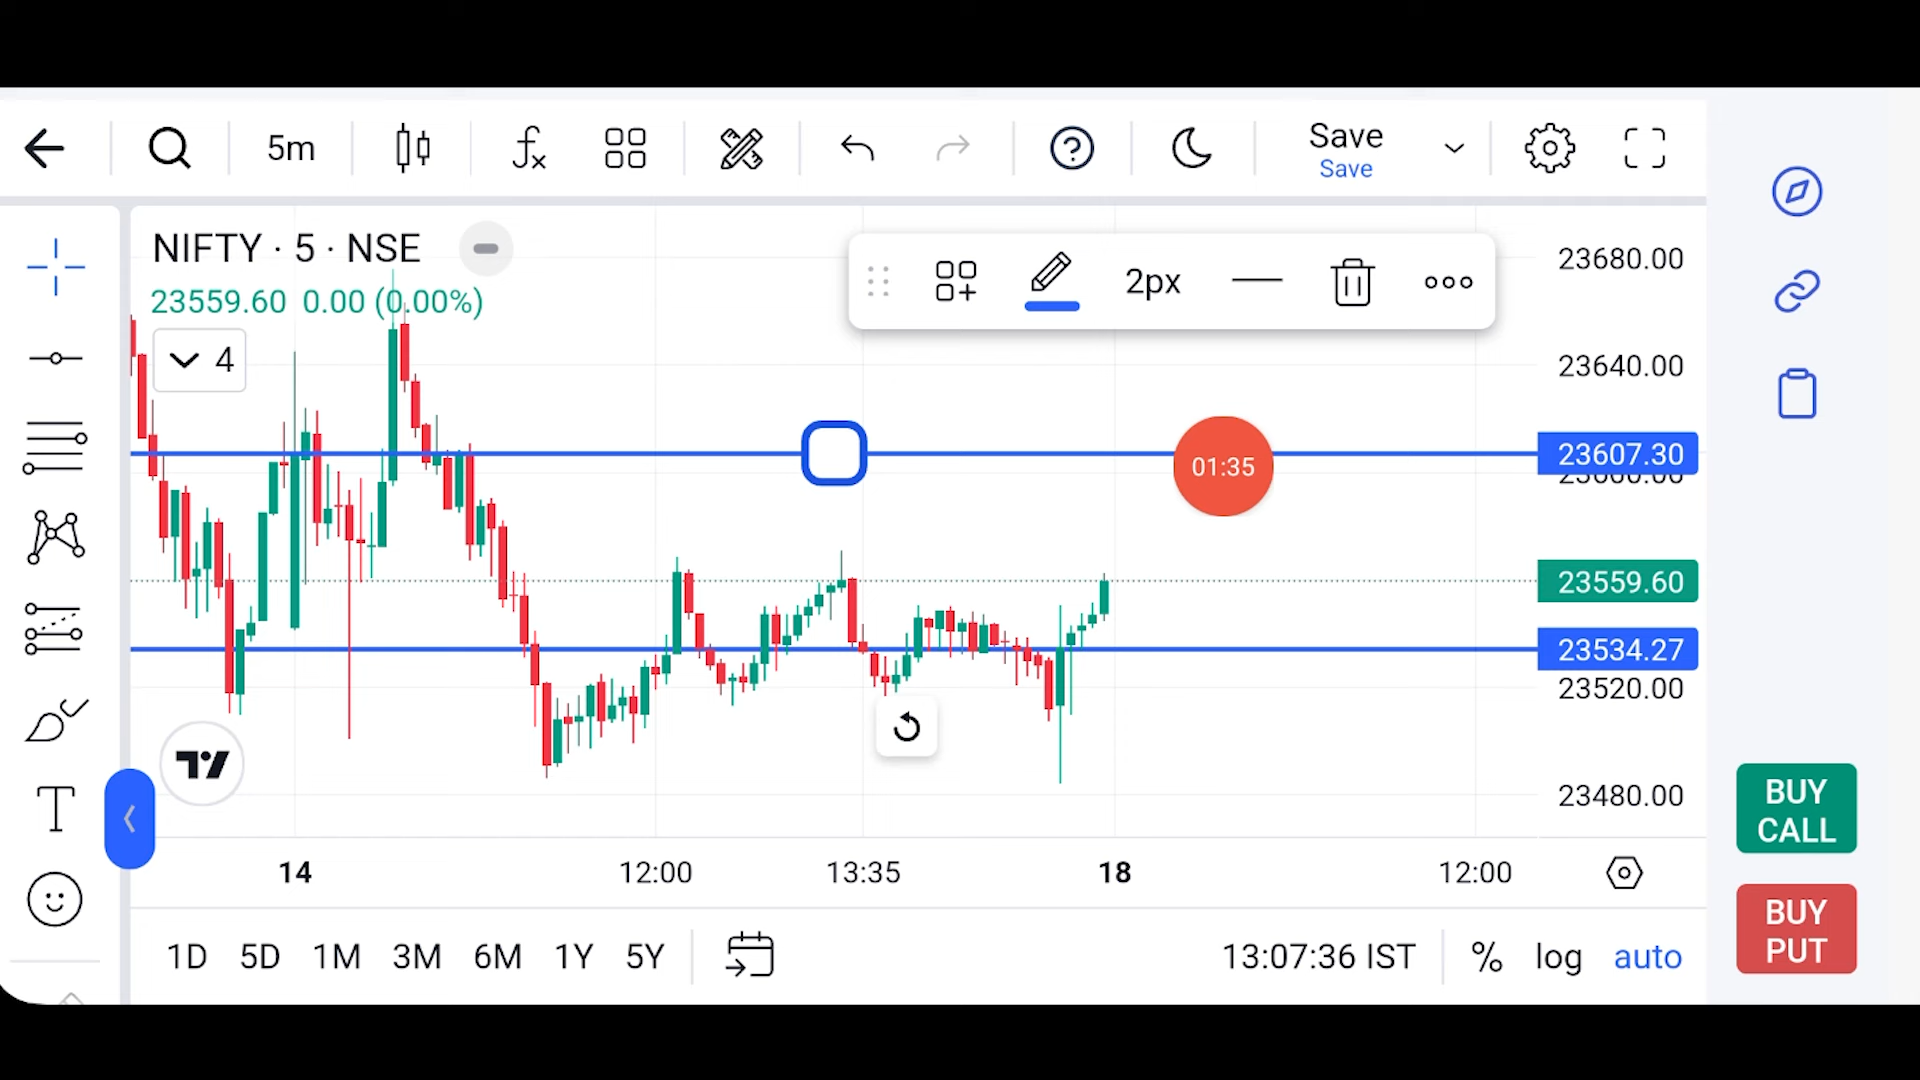 5m
Save
Save
NIFTY · 5 · NSE
23559.60 0.00 (0.00%)
4
2px
23680.00
23640.00
23607.30
23600.00
01:35
23559.60
23534.27
23520.00
23480.00
BUY
CALL
BUY
PUT
14
12:00
13:35
18
12:00
1D 5D 1M 3M 6M 1Y 5Y
13:07:36 IST
%
log
auto